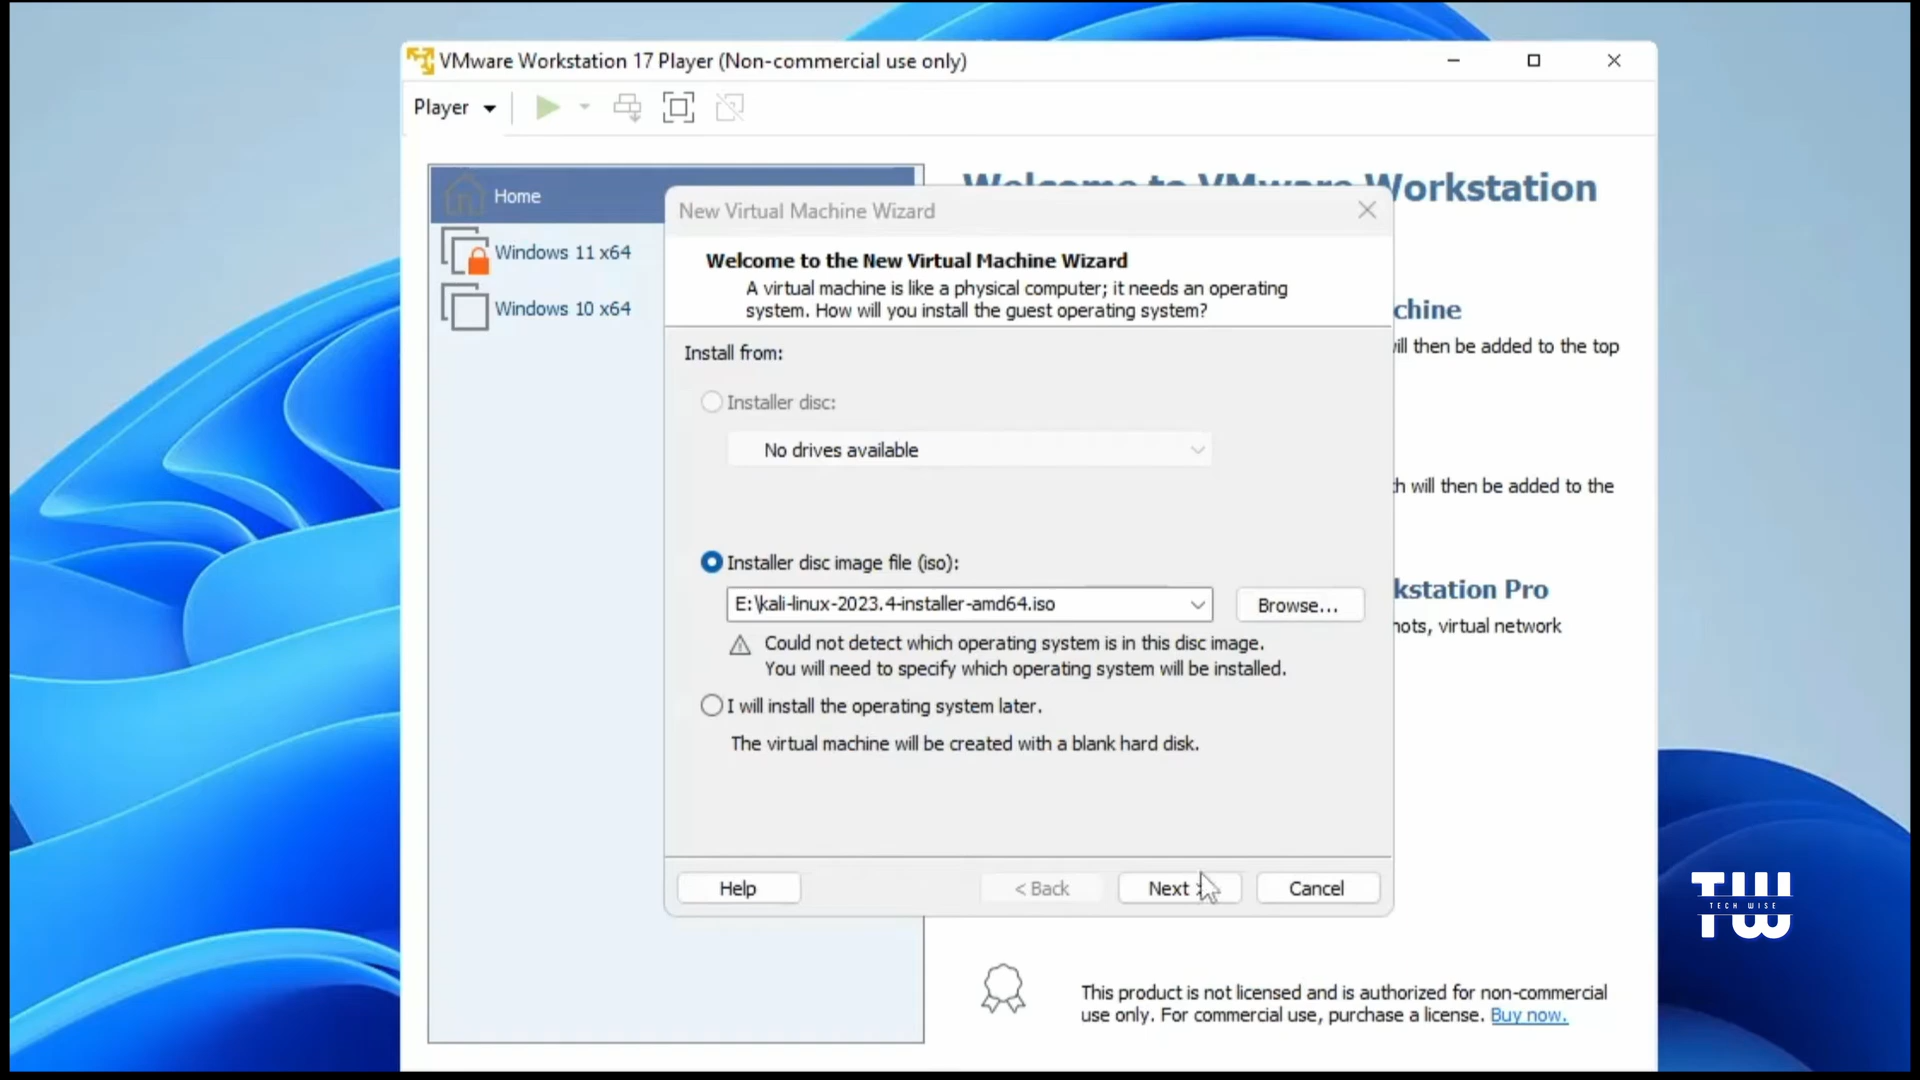 VMware Workstation 17 Player (Non-commercial use only)
Player
Home
Windows 11 x64
Windows 10 x64
Welcome to VMware Workstation
New Virtual Machine Wizard
Welcome to the New Virtual Machine Wizard
A virtual machine is like a physical computer; it needs an operating
system. How will you install the guest operating system?
Install from:
Installer disc:
No drives available
Installer disc image file (iso):
E:\kali-linux-2023.4-installer-amd64.iso
Browse...
Could not detect which operating system is in this disc image.
You will need to specify which operating system will be installed.
I will install the operating system later.
The virtual machine will be created with a blank hard disk.
Help
< Back
Next >
Cancel
chine
ill then be added to the top
h will then be added to the
kstation Pro
hots, virtual network
This product is not licensed and is authorized for non-commercial
use only. For commercial use, purchase a license. Buy now.
TW
TECH WISE